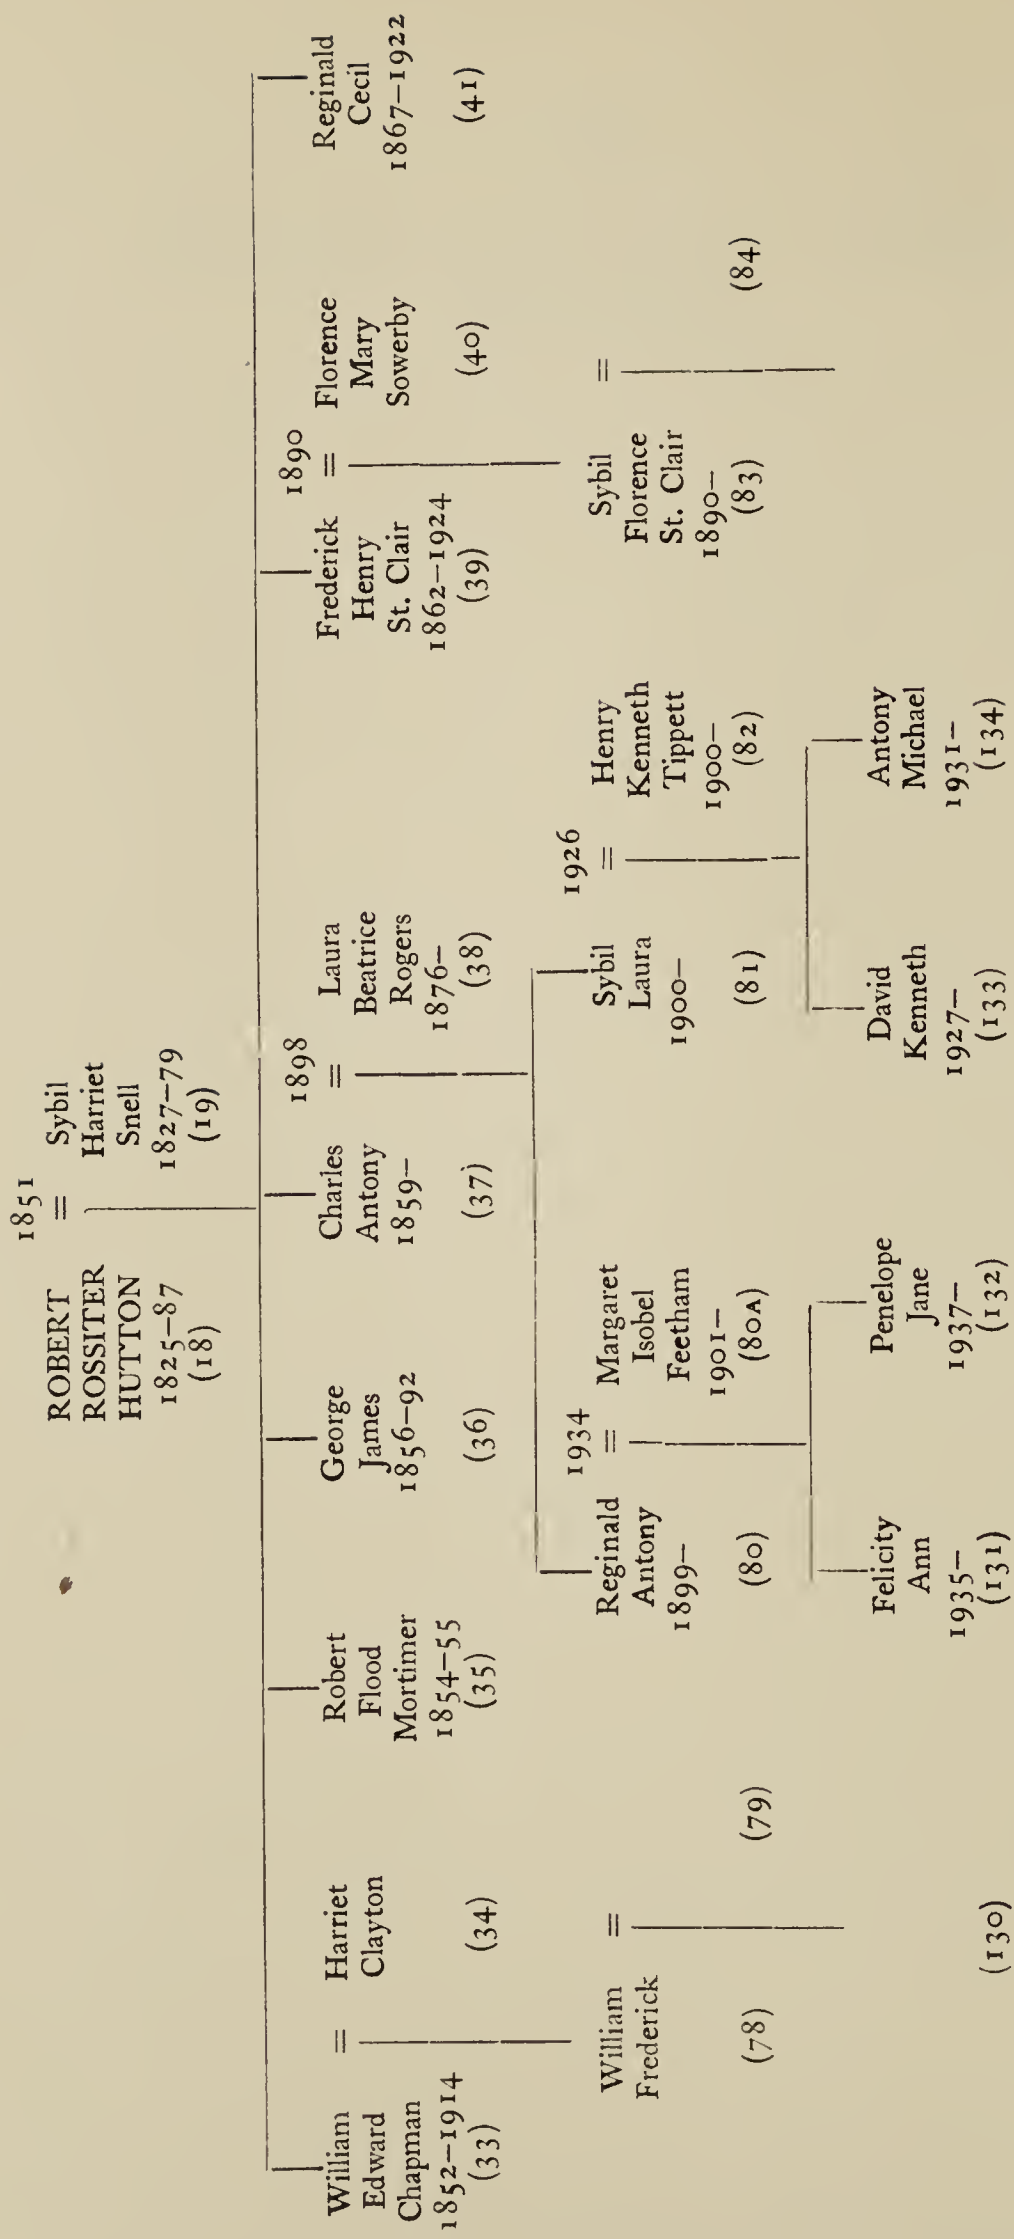 1851
ROBERT = Sybil
ROSSITER Harriet
HUTTON Snell
1825–87 1827–79
(18) (19)
William
Edward
Chapman
1852–1914
(33)
=
Harriet
Clayton
(34)
Robert
Flood
Mortimer
1854–55
(35)
George
James
1856–92
(36)
Charles
Antony
1859–
(37)
1898
=
Laura
Beatrice
Rogers
1876–
(38)
Frederick
Henry
St. Clair
1862–1924
(39)
1890
=
Florence
Mary
Sowerby
(40)
Reginald
Cecil
1867–1922
(41)
William
Frederick
(78)
=
(79)
Reginald
Antony
1899–
(80)
1934
=
Margaret
Isobel
Feetham
1901–
(80A)
Sybil
Laura
1900–
(81)
1926
=
Henry
Kenneth
Tippett
1900–
(82)
Sybil
Florence
St. Clair
1890–
(83)
=
(84)
(130)
Felicity
Ann
1935–
(131)
Penelope
Jane
1937–
(132)
David
Kenneth
1927–
(133)
Antony
Michael
1931–
(134)